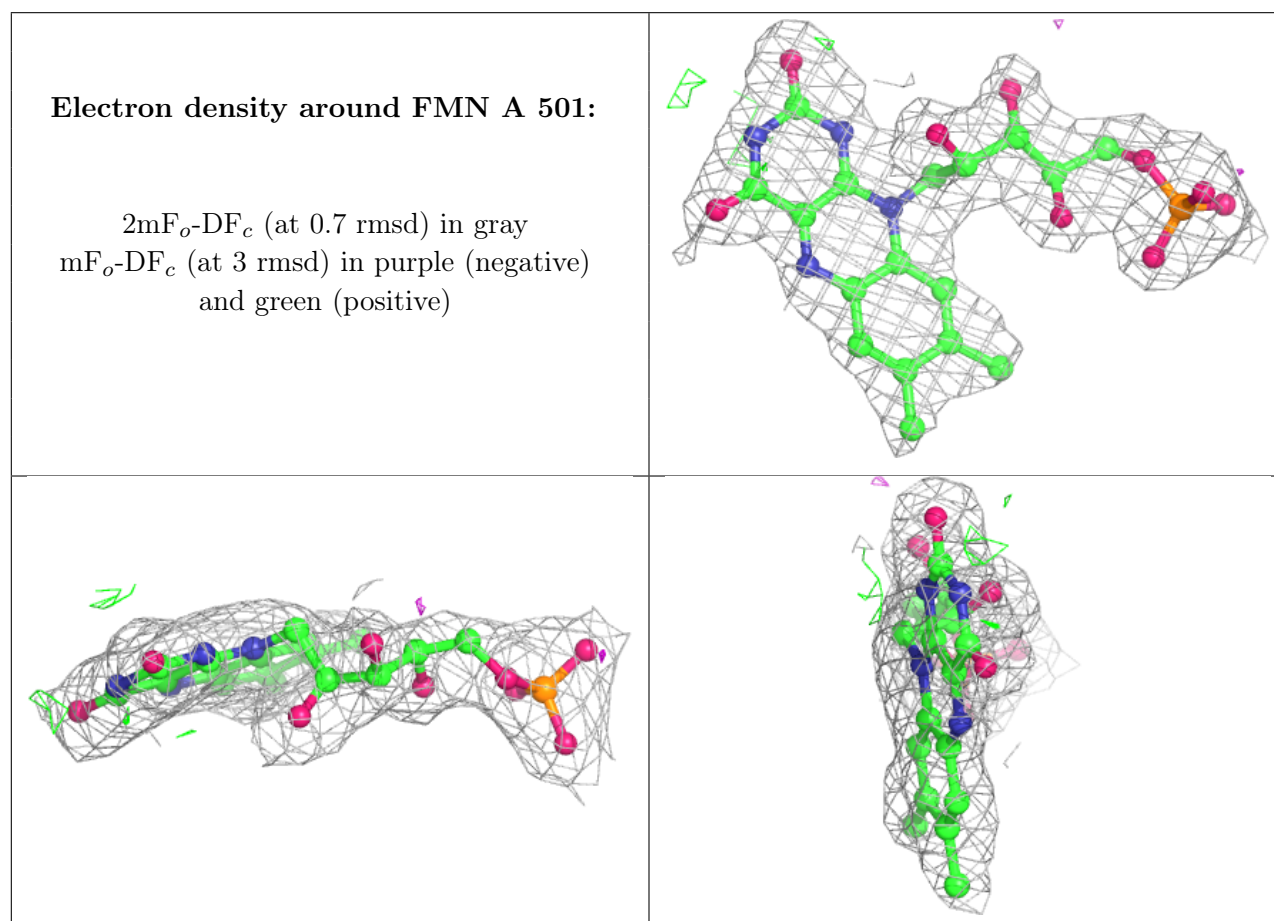 Electron density around FMN A 501:
2mFo-DFc (at 0.7 rmsd) in gray
mFo-DFc (at 3 rmsd) in purple (negative)
and green (positive)